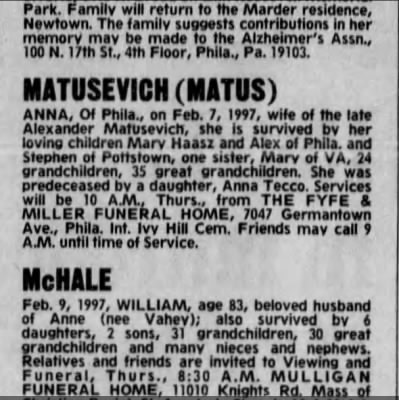 Park. Family will return to the Marder residence,
Newtown. The family suggests contributions in her
memory may be made to the Alzheimer's Assn.,
100 N. 17th St., 4th Floor, Phila., Pa. 19103.
MATUSEVICH (MATUS)
ANNA, Of Phila., on Feb. 7, 1997, wife of the late
Alexander Matusevich, she is survived by her
loving children Mary Haasz and Alex of Phila. and
Stephen of Pottstown, one sister, Mary of VA, 24
grandchildren, 35 great grandchildren. She was
predeceased by a daughter, Anna Tecco. Services
will be 10 A.M., Thurs., from THE FYFE &
MILLER FUNERAL HOME, 7047 Germantown
Ave., Phila. Int. Ivy Hill Cem. Friends may call 9
A.M. until time of Service.
McHALE
Feb. 9, 1997, WILLIAM, age 83, beloved husband
of Anne (nee Vahey); also survived by 6
daughters, 2 sons, 31 grandchildren, 30 great
grandchildren and many nieces and nephews.
Relatives and friends are invited to Viewing and
Funeral, Thurs., 8:30 A.M. MULLIGAN
FUNERAL HOME, 11010 Knights Rd. Mass of